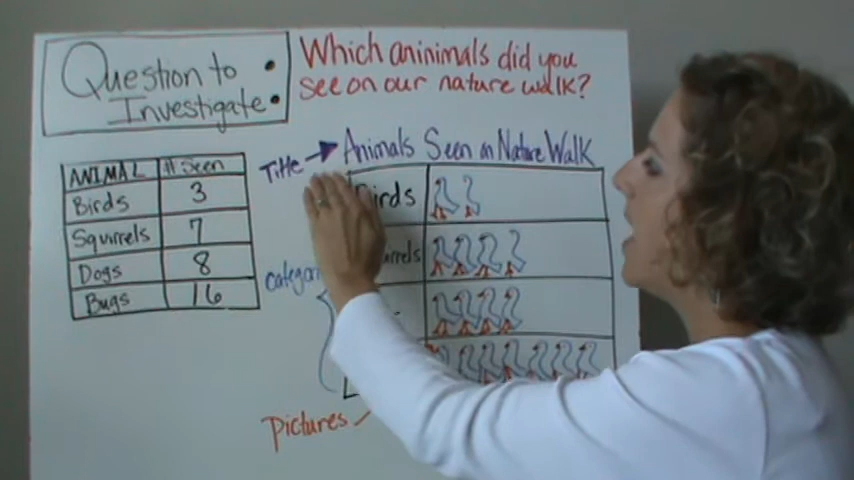 Question to
Investigate
Which aninimals did you
see on our nature walk?
ANIMAL # Seen
Birds 3
Squirrels 7
Dogs 8
Bugs 16
Title
Animals Seen on Nature Walk
Birds
Pictures